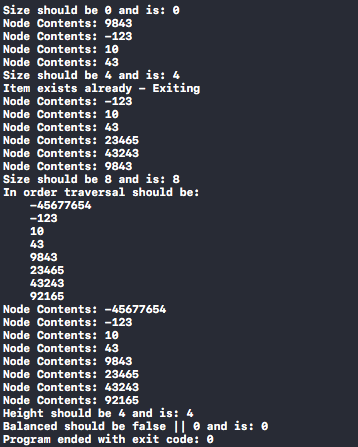 Size should be 0 and is: 0
Node Contents: 9843
Node Contents: -123
Node Contents: 10
Node Contents: 43
Size should be 4 and is: 4
Item exists already - Exiting
Node Contents: -123
Node Contents: 10
Node Contents: 43
Node Contents: 23465
Node Contents: 43243
Node Contents: 9843
Size should be 8 and is: 8
In order traversal should be:
-45677654
-123
10
43
9843
23465
43243
92165
Node Contents: -45677654
Node Contents: -123
Node Contents: 10
Node Contents: 43
Node Contents: 9843
Node Contents: 23465
Node Contents: 43243
Node Contents: 92165
Height should be 4 and is: 4
Balanced should be false || 0 and is: 0
Program ended with exit code: 0